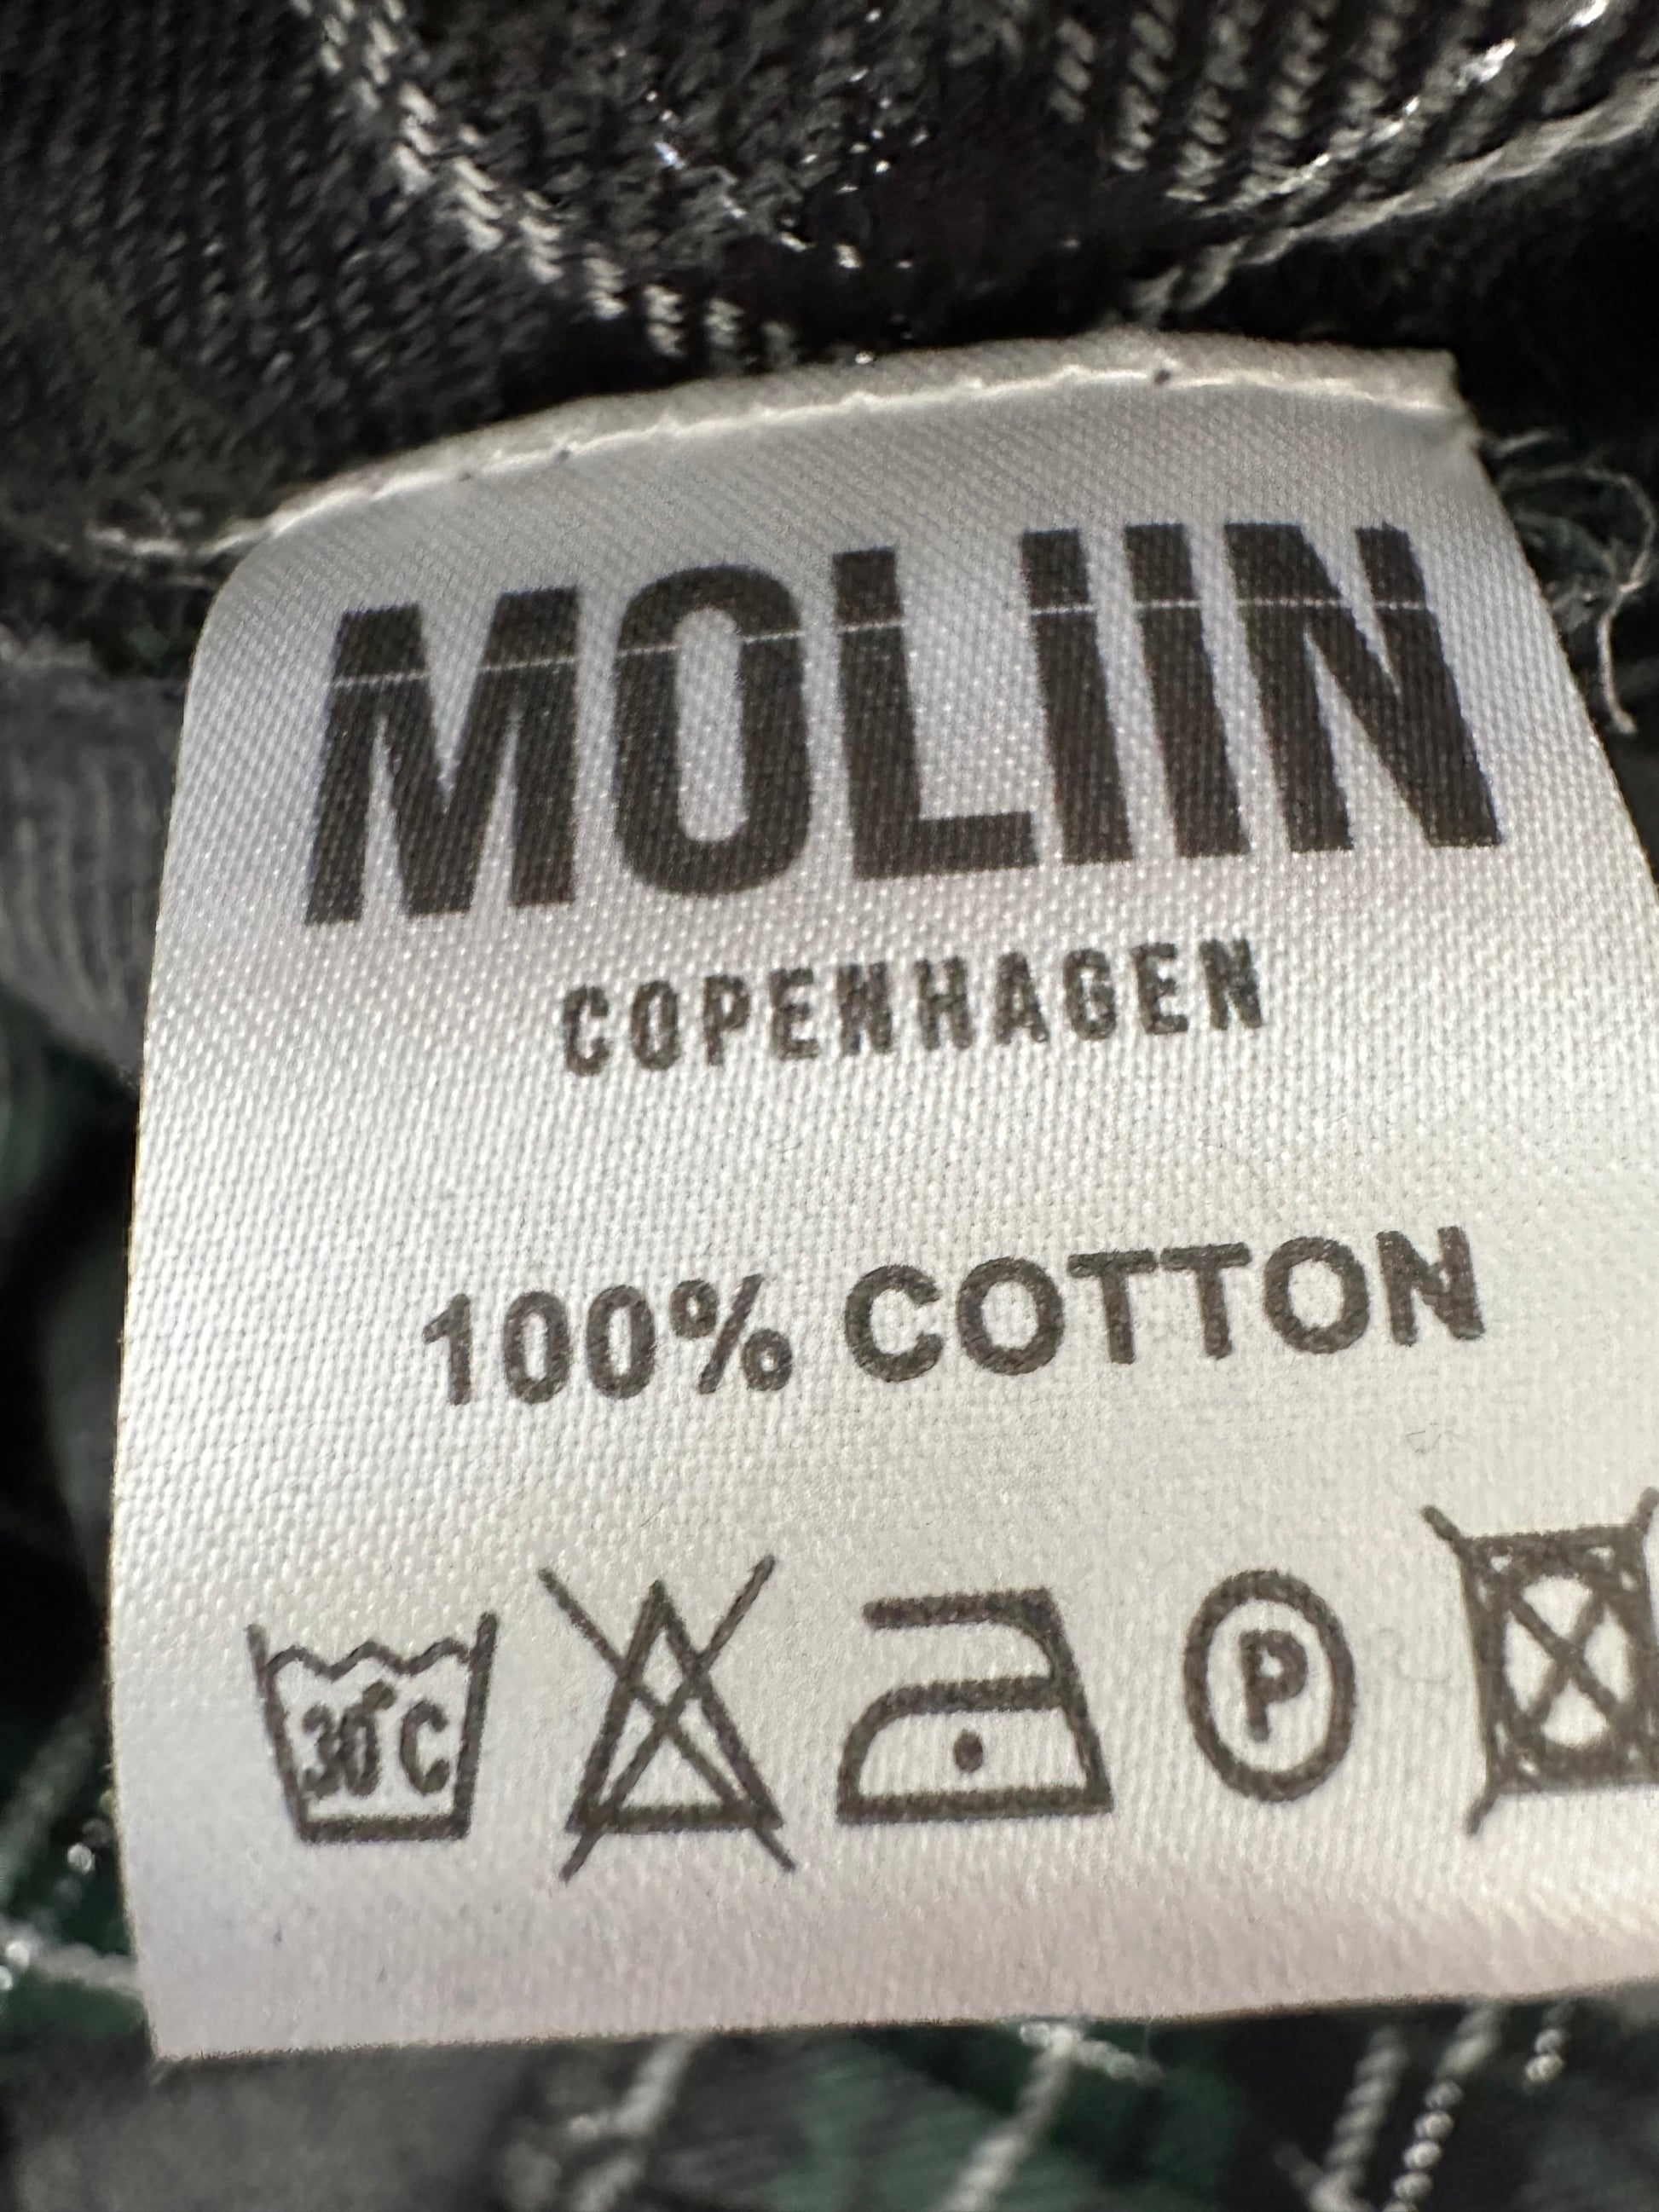 MOLIIN
COPENHAGEN
100% COTTON
30°C P